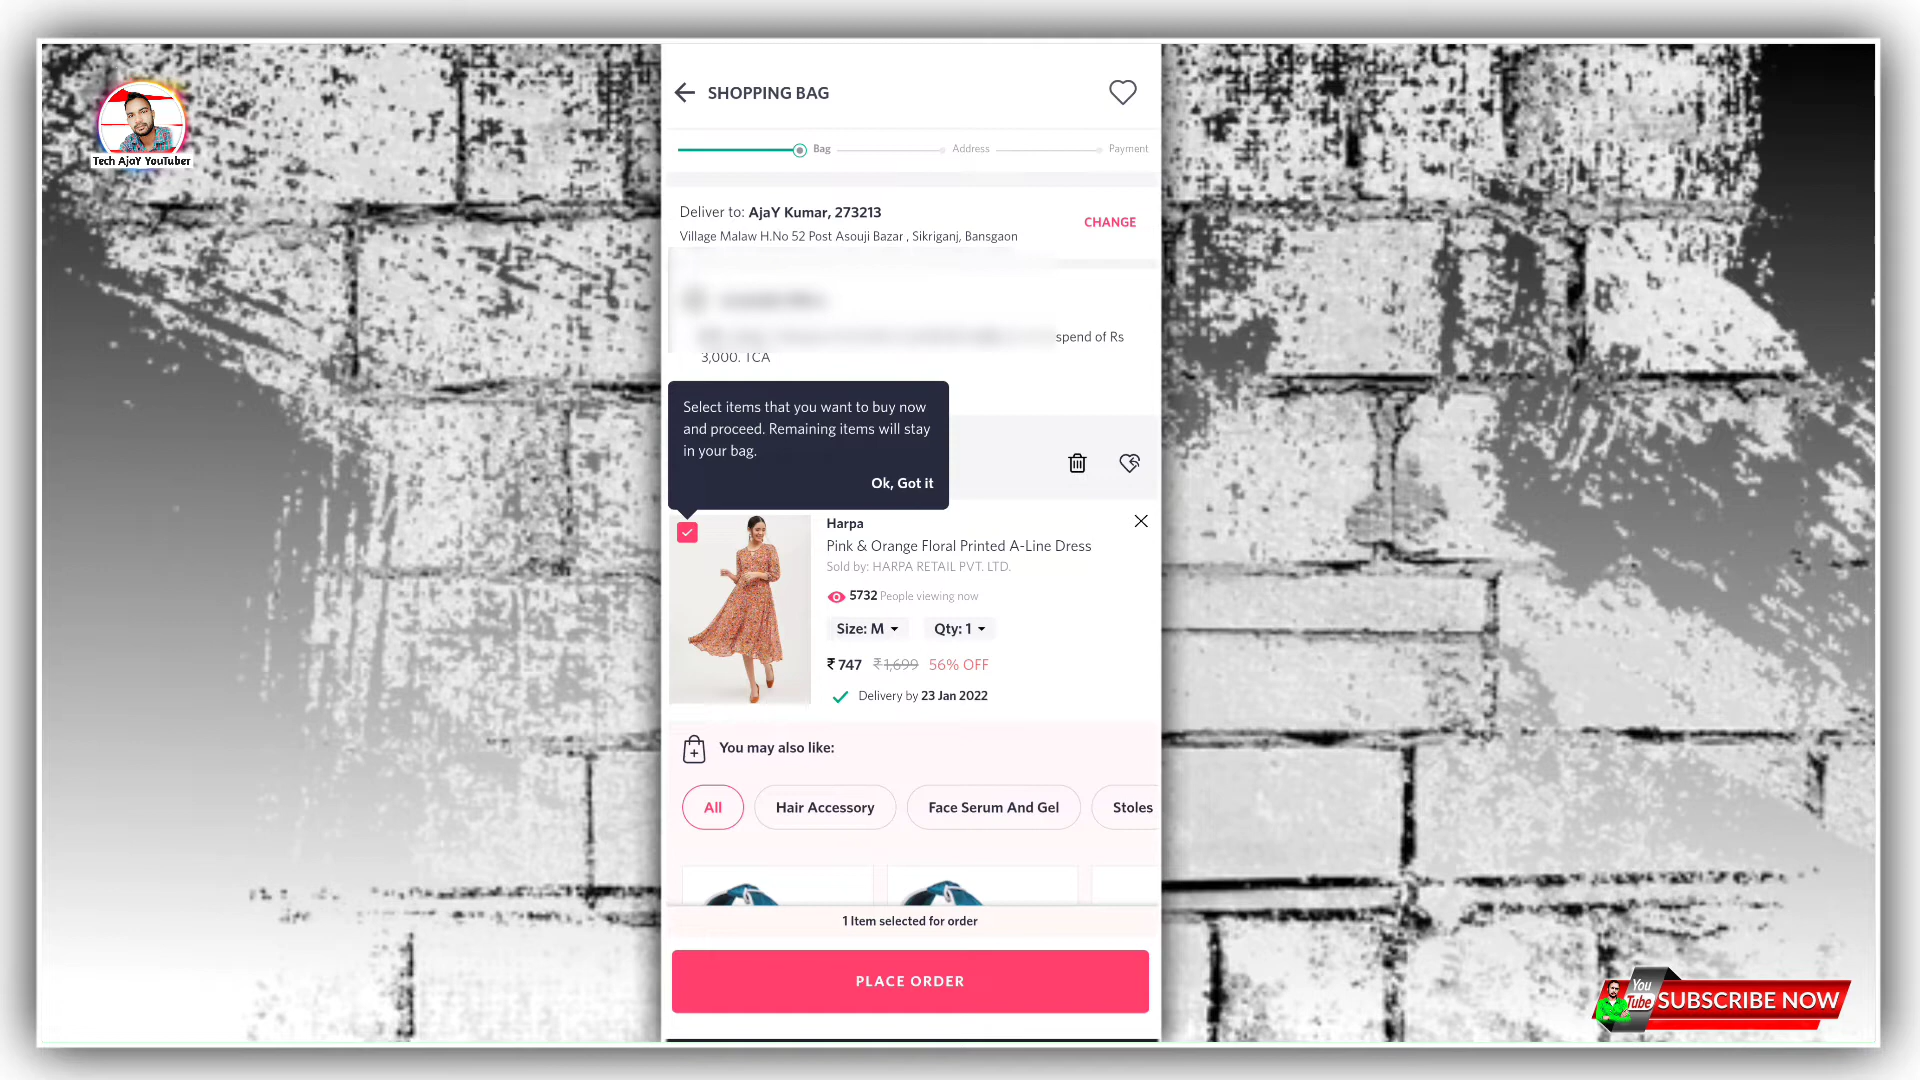 Tech AjaY YouTuber
SHOPPING BAG
Bag
Address
Payment
Deliver to: AjaY Kumar, 273213
CHANGE
Village Malaw H.No 52 Post Asouji Bazar , Sikriganj, Bansgaon
spend of Rs
3,000. TCA
Select items that you want to buy now
and proceed. Remaining items will stay
in your bag.
Ok, Got it
Harpa
Pink & Orange Floral Printed A-Line Dress
Sold by: HARPA RETAIL PVT. LTD.
5732 People viewing now
Size: M
Qty: 1
₹ 747 ₹ 1,699 56% OFF
Delivery by 23 Jan 2022
You may also like:
All
Hair Accessory
Face Serum And Gel
Stoles
1 Item selected for order
PLACE ORDER
You
Tube
SUBSCRIBE NOW